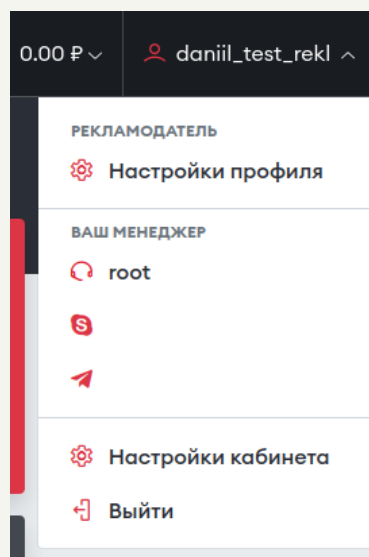 0.00 ₽
daniil_test_rekl
РЕКЛАМОДАТЕЛЬ
Настройки профиля
ВАШ МЕНЕДЖЕР
root
Настройки кабинета
Выйти